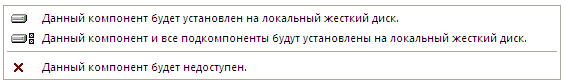 Данный компонент будет установлен на локальный жесткий диск.
Данный компонент и все подкомпоненты будут установлены на локальный жесткий диск.
Данный компонент будет недоступен.